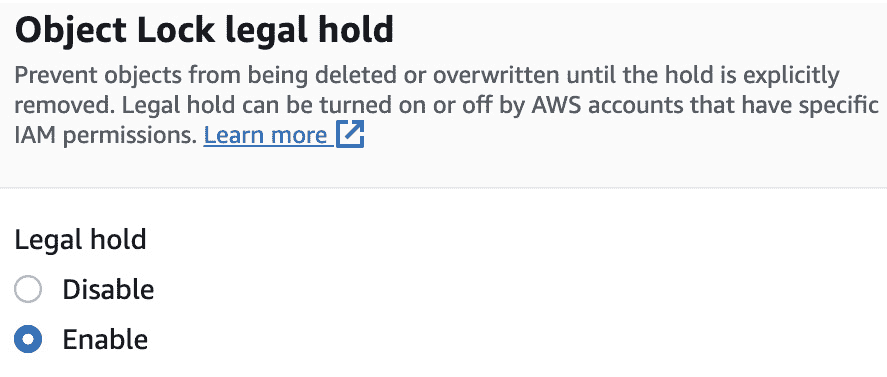 Object Lock legal hold
Prevent objects from being deleted or overwritten until the hold is explicitly
removed. Legal hold can be turned on or off by AWS accounts that have specific
IAM permissions. Learn more
Legal hold
Disable
Enable